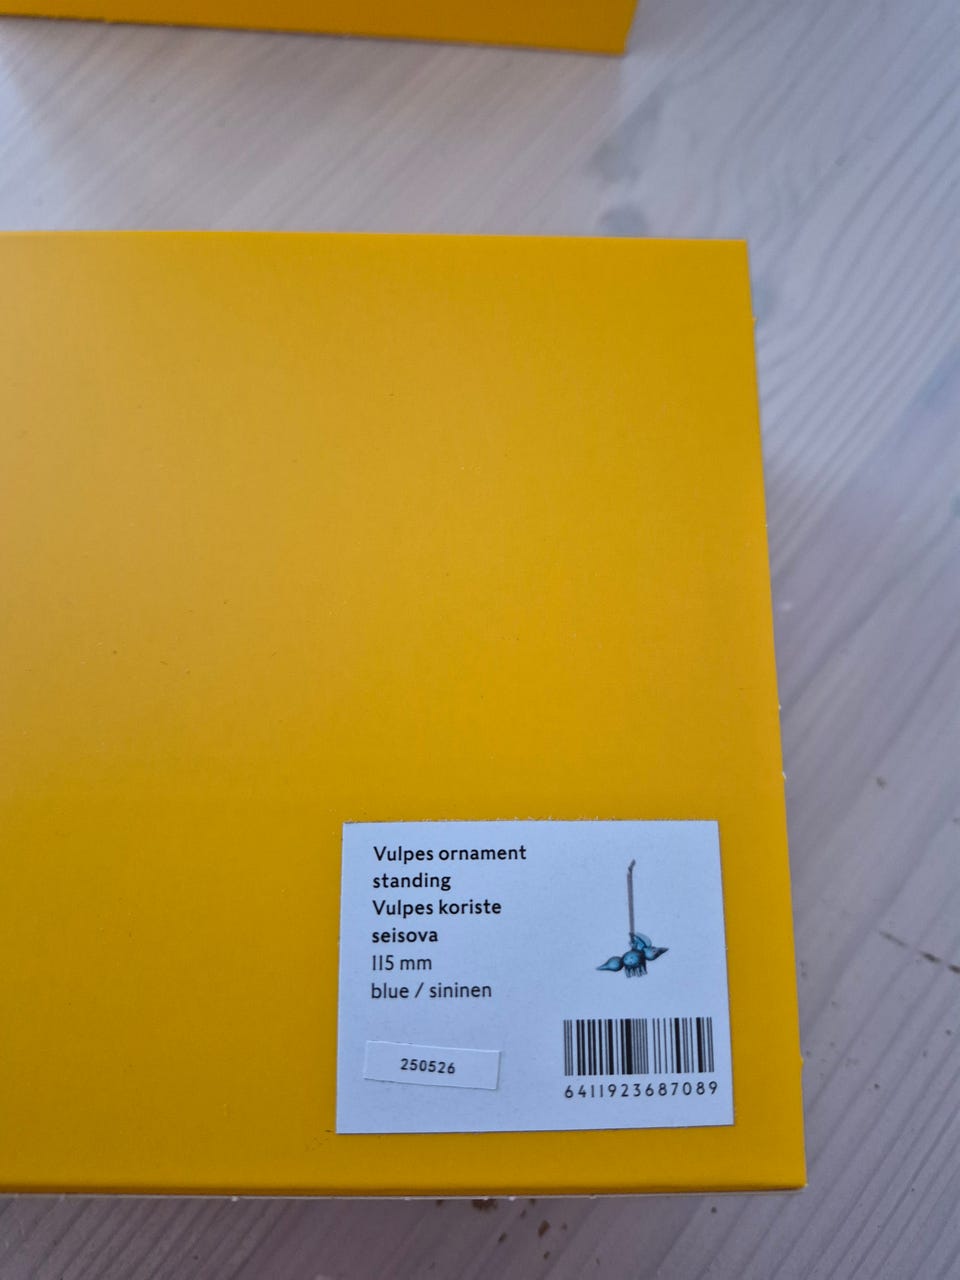 Vulpes ornament
standing
Vulpes koriste
seisova
115 mm
blue / sininen
250526
6411923687089